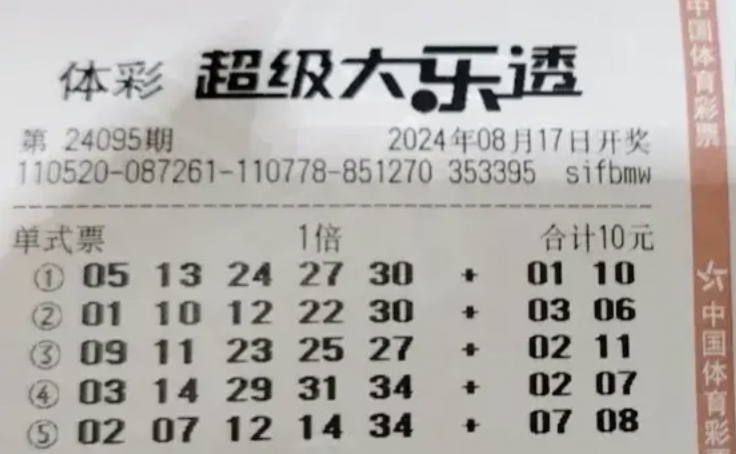 体彩 超级大乐透
第 24095期 2024年08月17日开奖
110520-087261-110778-851270 353395 sifbmw
单式票 1倍 合计10元
① 05 13 24 27 30 + 01 10
② 01 10 12 22 30 + 03 06
③ 09 11 23 25 27 + 02 11
④ 03 14 29 31 34 + 02 07
⑤ 02 07 12 14 34 + 07 08
中国体育彩票
中国体育彩票